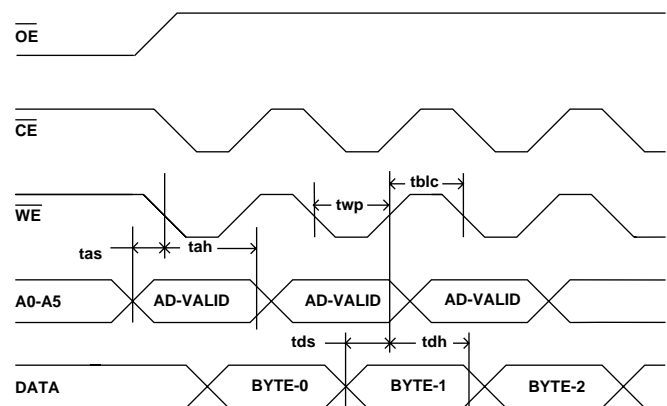 OE
CE
WE
twp
tblc
tas
tah
A0-A5
AD-VALID
AD-VALID
AD-VALID
tds
tdh
DATA
BYTE-0
BYTE-1
BYTE-2